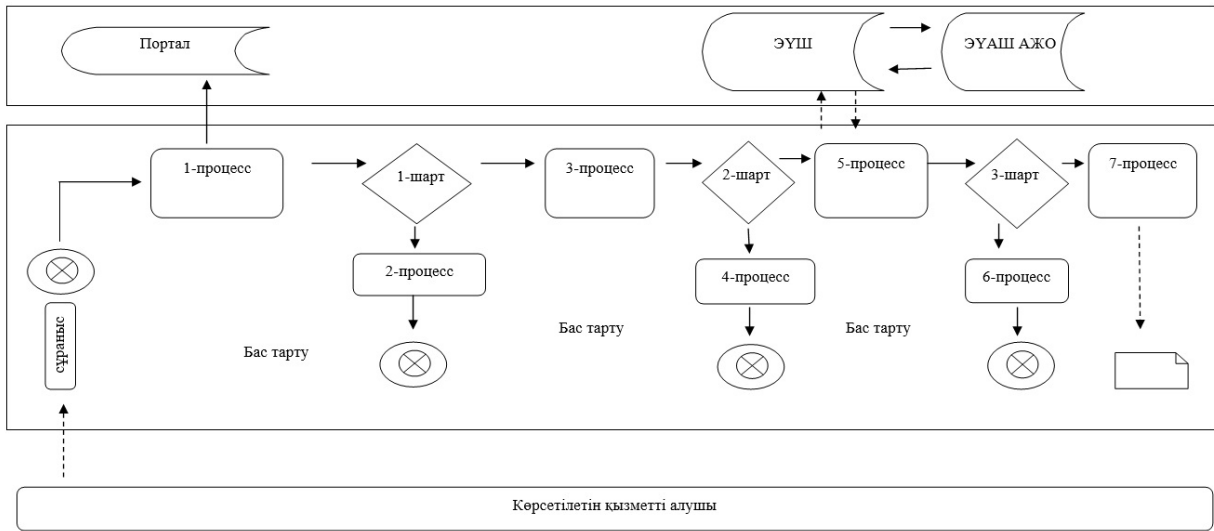 Портал
ЭҮШ
ЭҮАШ АЖО
1-процесс
1-шарт
3-процесс
2-шарт
5-процесс
3-шарт
7-процесс
2-процесс
4-процесс
6-процесс
сұраныс
Бас тарту
Бас тарту
Бас тарту
Көрсетілетін қызметті алушы